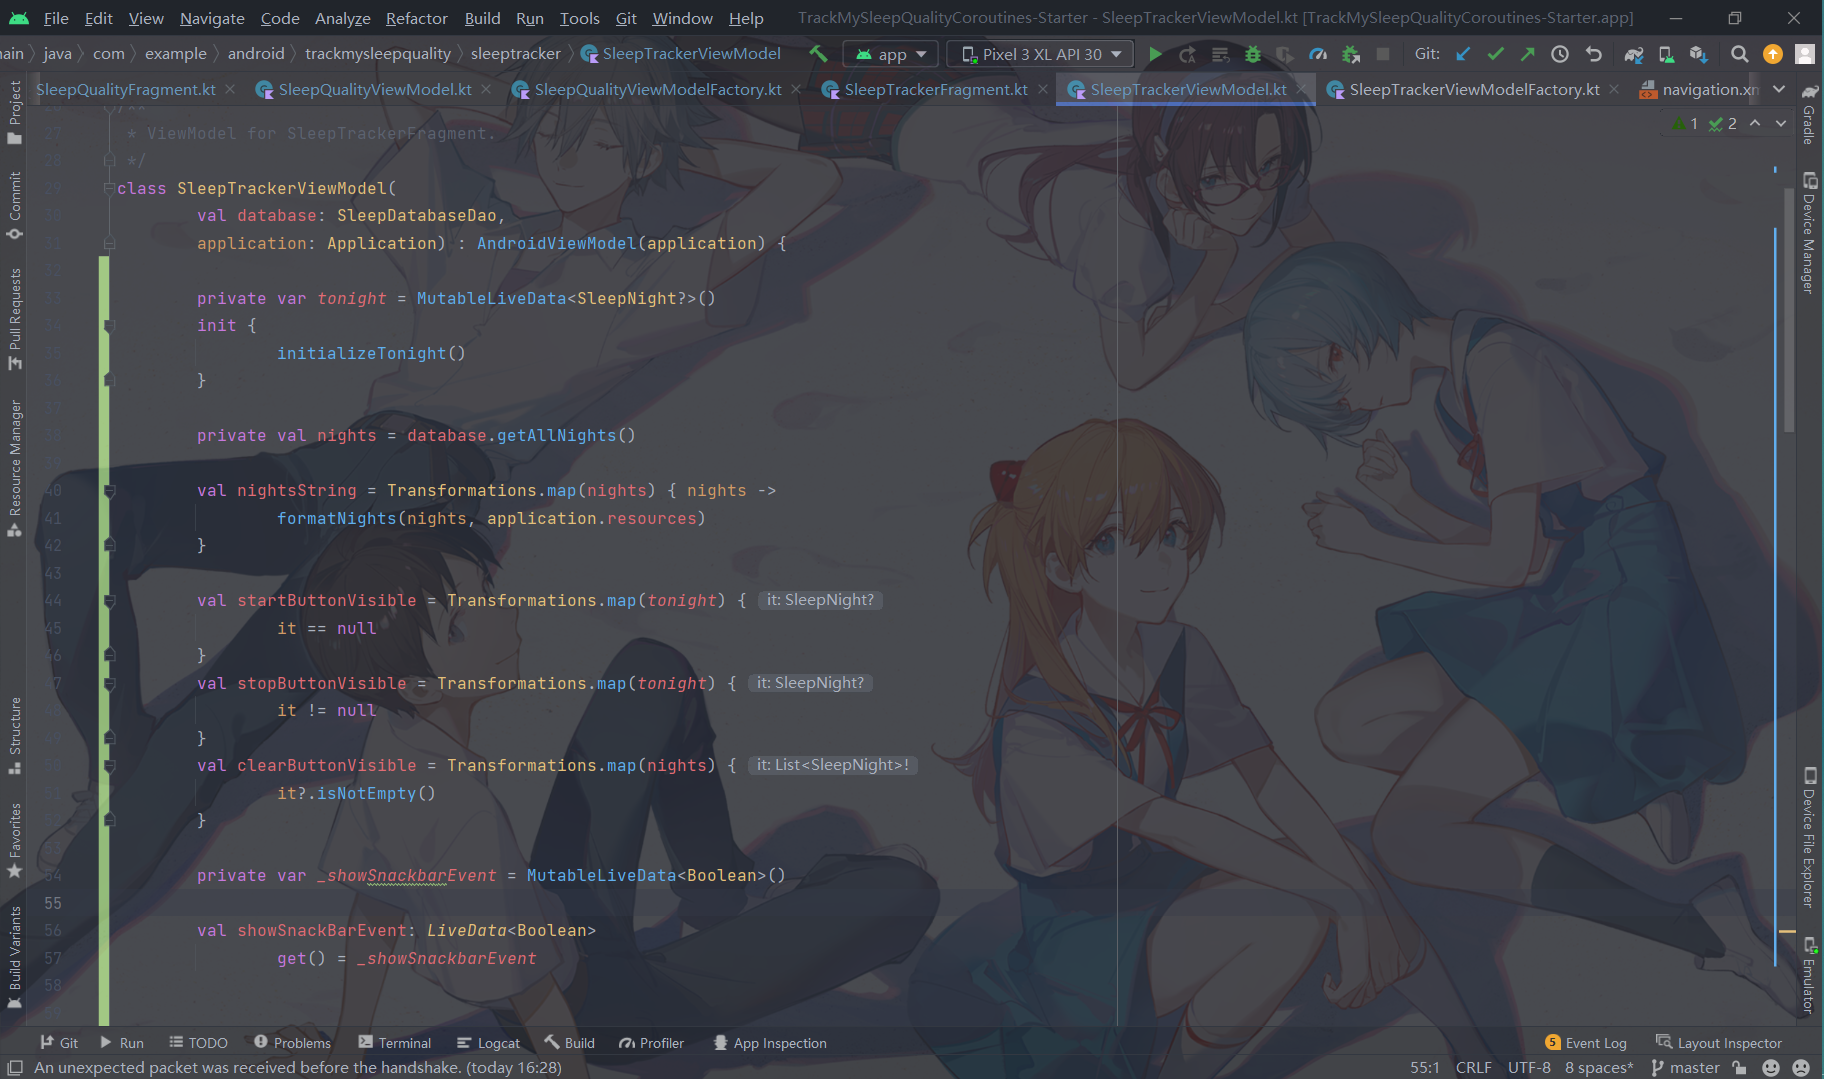 File Edit View Navigate Code Analyze Refactor Build Run Tools Git Window Help TrackMySleepQualityCoroutines-Starter - SleepTrackerViewModel.kt [TrackMySleepQualityCoroutines-Starter.app]
ain java com example android trackmysleepquality sleeptracker SleepTrackerViewModel app Pixel 3 XL API 30 Git:
SleepQualityFragment.kt SleepQualityViewModel.kt SleepQualityViewModelFactory.kt SleepTrackerFragment.kt SleepTrackerViewModel.kt SleepTrackerViewModelFactory.kt navigation.xm
1 2
27 * ViewModel for SleepTrackerFragment.
28 */
29 class SleepTrackerViewModel(
30 val database: SleepDatabaseDao,
31 application: Application) : AndroidViewModel(application) {
32
33 private var tonight = MutableLiveData<SleepNight?>()
34 init {
35 initializeTonight()
36 }
37
38 private val nights = database.getAllNights()
39
40 val nightsString = Transformations.map(nights) { nights ->
41 formatNights(nights, application.resources)
42 }
43
44 val startButtonVisible = Transformations.map(tonight) { it: SleepNight?
45 it == null
46 }
47 val stopButtonVisible = Transformations.map(tonight) { it: SleepNight?
48 it != null
49 }
50 val clearButtonVisible = Transformations.map(nights) { it: List<SleepNight>!
51 it?.isNotEmpty()
52 }
53
54 private var _showSnackbarEvent = MutableLiveData<Boolean>()
55
56 val showSnackBarEvent: LiveData<Boolean>
57 get() = _showSnackbarEvent
58
59
Project
Commit
Pull Requests
Resource Manager
Structure
Favorites
Build Variants
Gradle
Device Manager
Device File Explorer
Emulator
Git Run TODO Problems Terminal Logcat Build Profiler App Inspection 5 Event Log Layout Inspector
An unexpected packet was received before the handshake. (today 16:28) 55:1 CRLF UTF-8 8 spaces* master